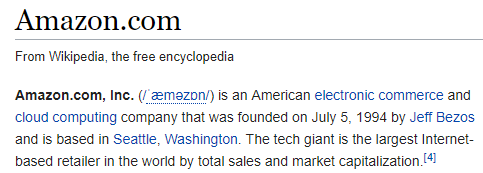 Amazon.com
From Wikipedia, the free encyclopedia
Amazon.com, Inc. (/ˈæməzɒn/) is an American electronic commerce and
cloud computing company that was founded on July 5, 1994 by Jeff Bezos
and is based in Seattle, Washington. The tech giant is the largest Internet-
based retailer in the world by total sales and market capitalization.[4]